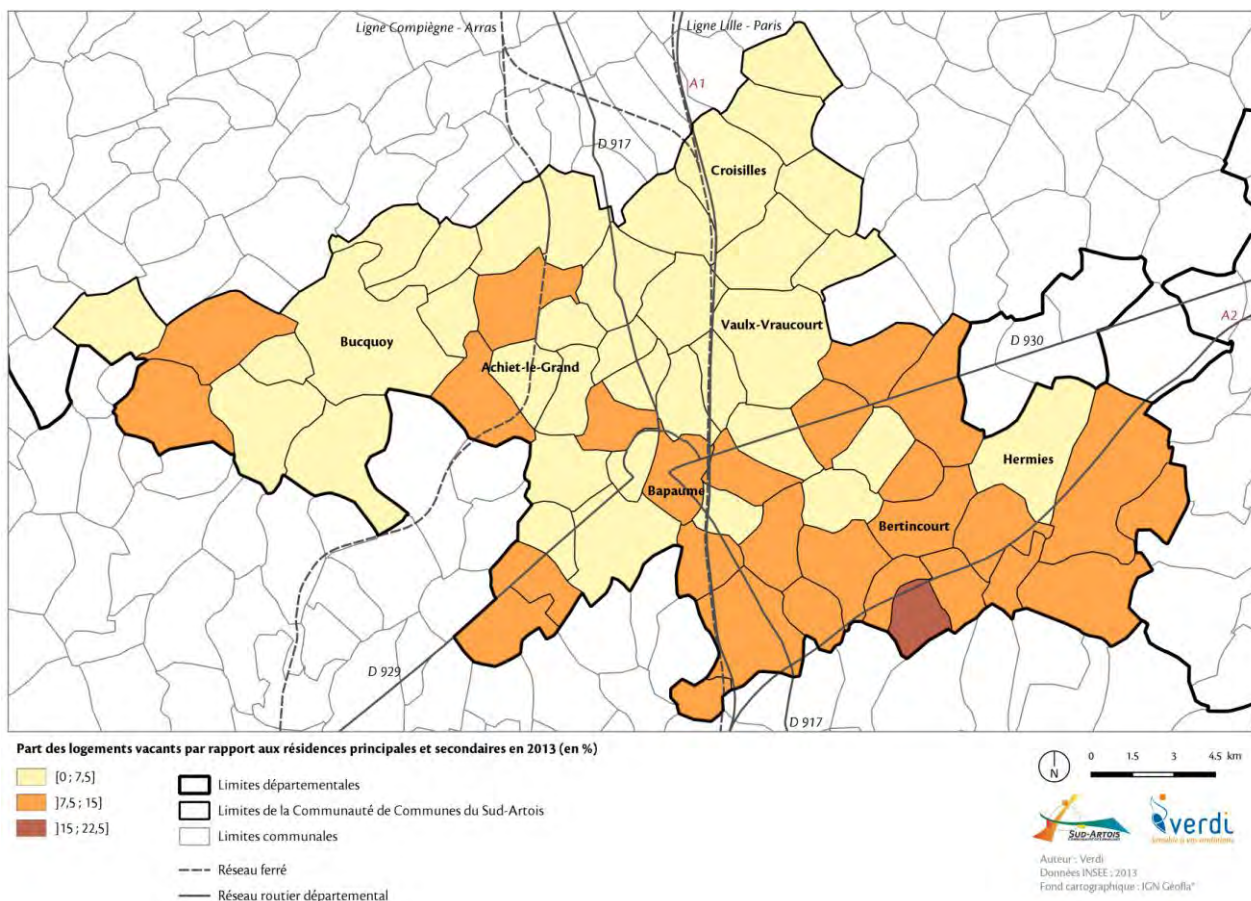 Ligne Compiègne - Arras
Ligne Lille - Paris
A1
D 917
Croisilles
Vaulx-Vraucourt
A2
D 930
Bucquoy
Achiet-le-Grand
Hermies
Bapaume
Bertincourt
D 929
D 917
Part des logements vacants par rapport aux résidences principales et secondaires en 2013 (en %)
[0 ; 7,5]
]7,5 ; 15]
]15 ; 22,5]
Limites départementales
Limites de la Communauté de Communes du Sud-Artois
Limites communales
Réseau ferré
Réseau routier départemental
N
0 1.5 3 4.5 km
SUD-ARTOIS
verdi
Auteur : Verdi
Données INSEE ; 2013
Fond cartographique : IGN Géofla®